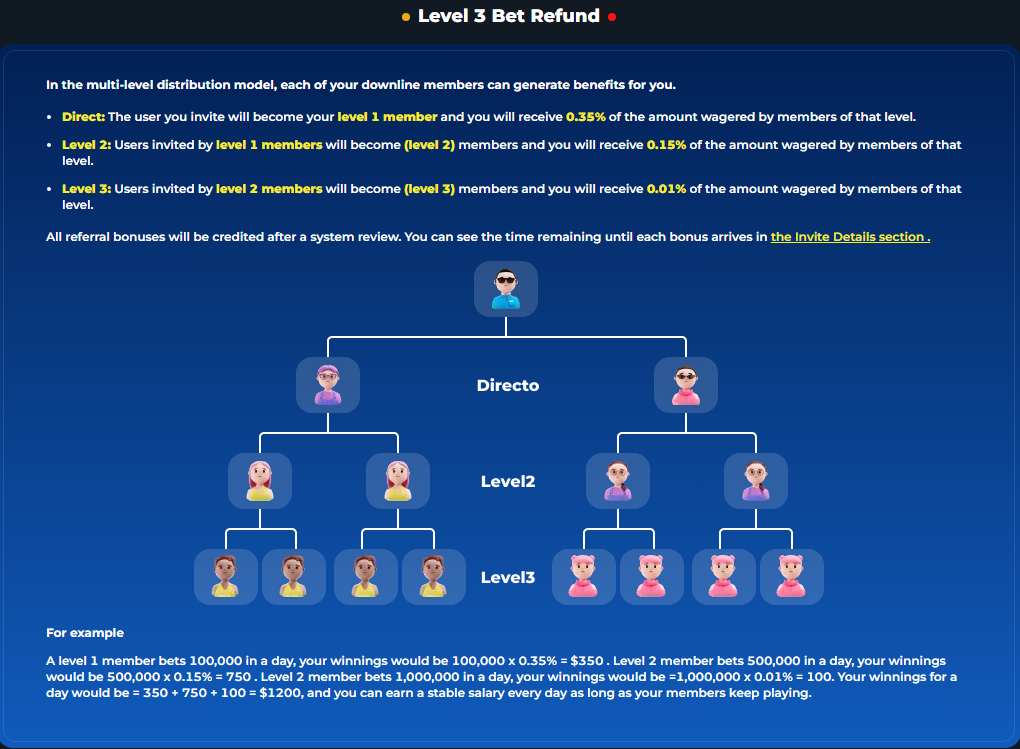 Level 3 Bet Refund
In the multi-level distribution model, each of your downline members can generate benefits for you.
• Direct: The user you invite will become your level 1 member and you will receive 0.35% of the amount wagered by members of that level.
• Level 2: Users invited by level 1 members will become (level 2) members and you will receive 0.15% of the amount wagered by members of that
level.
• Level 3: Users invited by level 2 members will become (level 3) members and you will receive 0.01% of the amount wagered by members of that
level.
All referral bonuses will be credited after a system review. You can see the time remaining until each bonus arrives in the Invite Details section .
Directo
Level2
Level3
For example
A level 1 member bets 100,000 in a day, your winnings would be 100,000 x 0.35% = $350 . Level 2 member bets 500,000 in a day, your winnings
would be 500,000 x 0.15% = 750 . Level 2 member bets 1,000,000 in a day, your winnings would be =1,000,000 x 0.01% = 100. Your winnings for a
day would be = 350 + 750 + 100 = $1200, and you can earn a stable salary every day as long as your members keep playing.